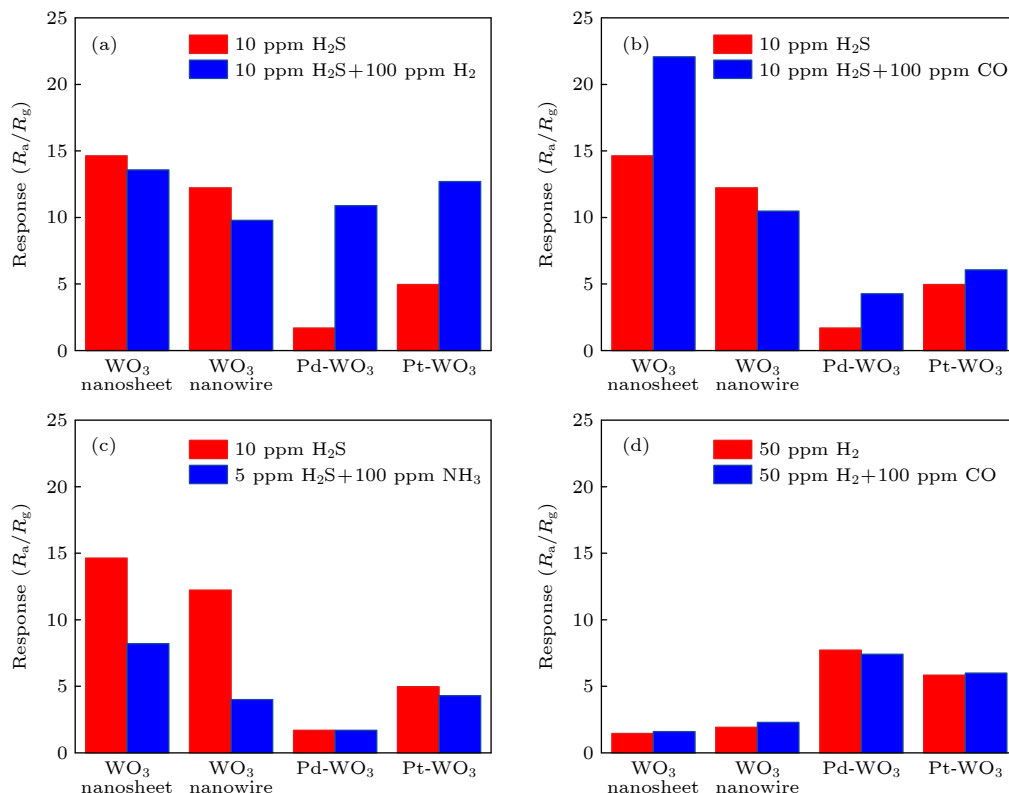 (a)
10 ppm H₂S
10 ppm H₂S+100 ppm H₂
Response (Rₐ/R_g)
25
20
15
10
5
0
WO₃ nanosheet
WO₃ nanowire
Pd-WO₃
Pt-WO₃
(b)
10 ppm H₂S
10 ppm H₂S+100 ppm CO
Response (Rₐ/R_g)
25
20
15
10
5
0
WO₃ nanosheet
WO₃ nanowire
Pd-WO₃
Pt-WO₃
(c)
10 ppm H₂S
5 ppm H₂S+100 ppm NH₃
Response (Rₐ/R_g)
25
20
15
10
5
0
WO₃ nanosheet
WO₃ nanowire
Pd-WO₃
Pt-WO₃
(d)
50 ppm H₂
50 ppm H₂+100 ppm CO
Response (Rₐ/R_g)
25
20
15
10
5
0
WO₃ nanosheet
WO₃ nanowire
Pd-WO₃
Pt-WO₃